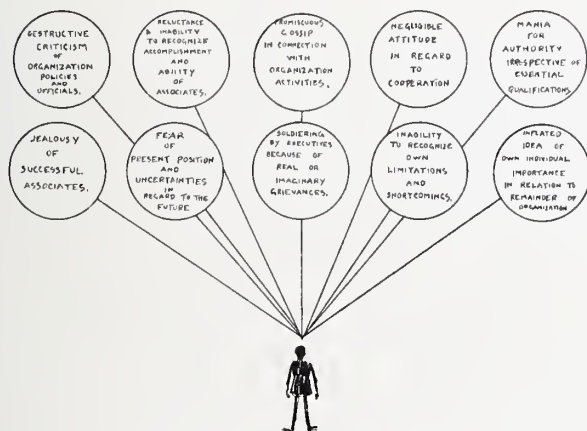 DESTRUCTIVE
CRITICISM
OF
ORGANIZATION
POLICIES
AND
OFFICIALS.
RELUCTANCE
& INABILITY
TO RECOGNIZE
ACCOMPLISHMENT
AND
ABILITY
OF
ASSOCIATES.
PROMISCUOUS
GOSSIP
IN CONNECTION
WITH
ORGANIZATION
ACTIVITIES.
NEGLIGIBLE
ATTITUDE
IN REGARD
TO
COOPERATION
MANIA
FOR
AUTHORITY
IRRESPECTIVE OF
ESSENTIAL
QUALIFICATIONS.
JEALOUSY
OF
SUCCESSFUL
ASSOCIATES.
FEAR
OF
PRESENT POSITION
AND
UNCERTAINTIES
IN
REGARD TO THE
FUTURE
SOLDIERING
BY EXECUTIVES
BECAUSE OF
REAL OR
IMAGINARY
GRIEVANCES.
INABILITY
TO RECOGNIZE
OWN
LIMITATIONS
AND
SHORTCOMINGS.
INFLATED
IDEA OF
OWN INDIVIDUAL
IMPORTANCE
IN RELATION TO
REMAINDER OF
ORGANIZATION